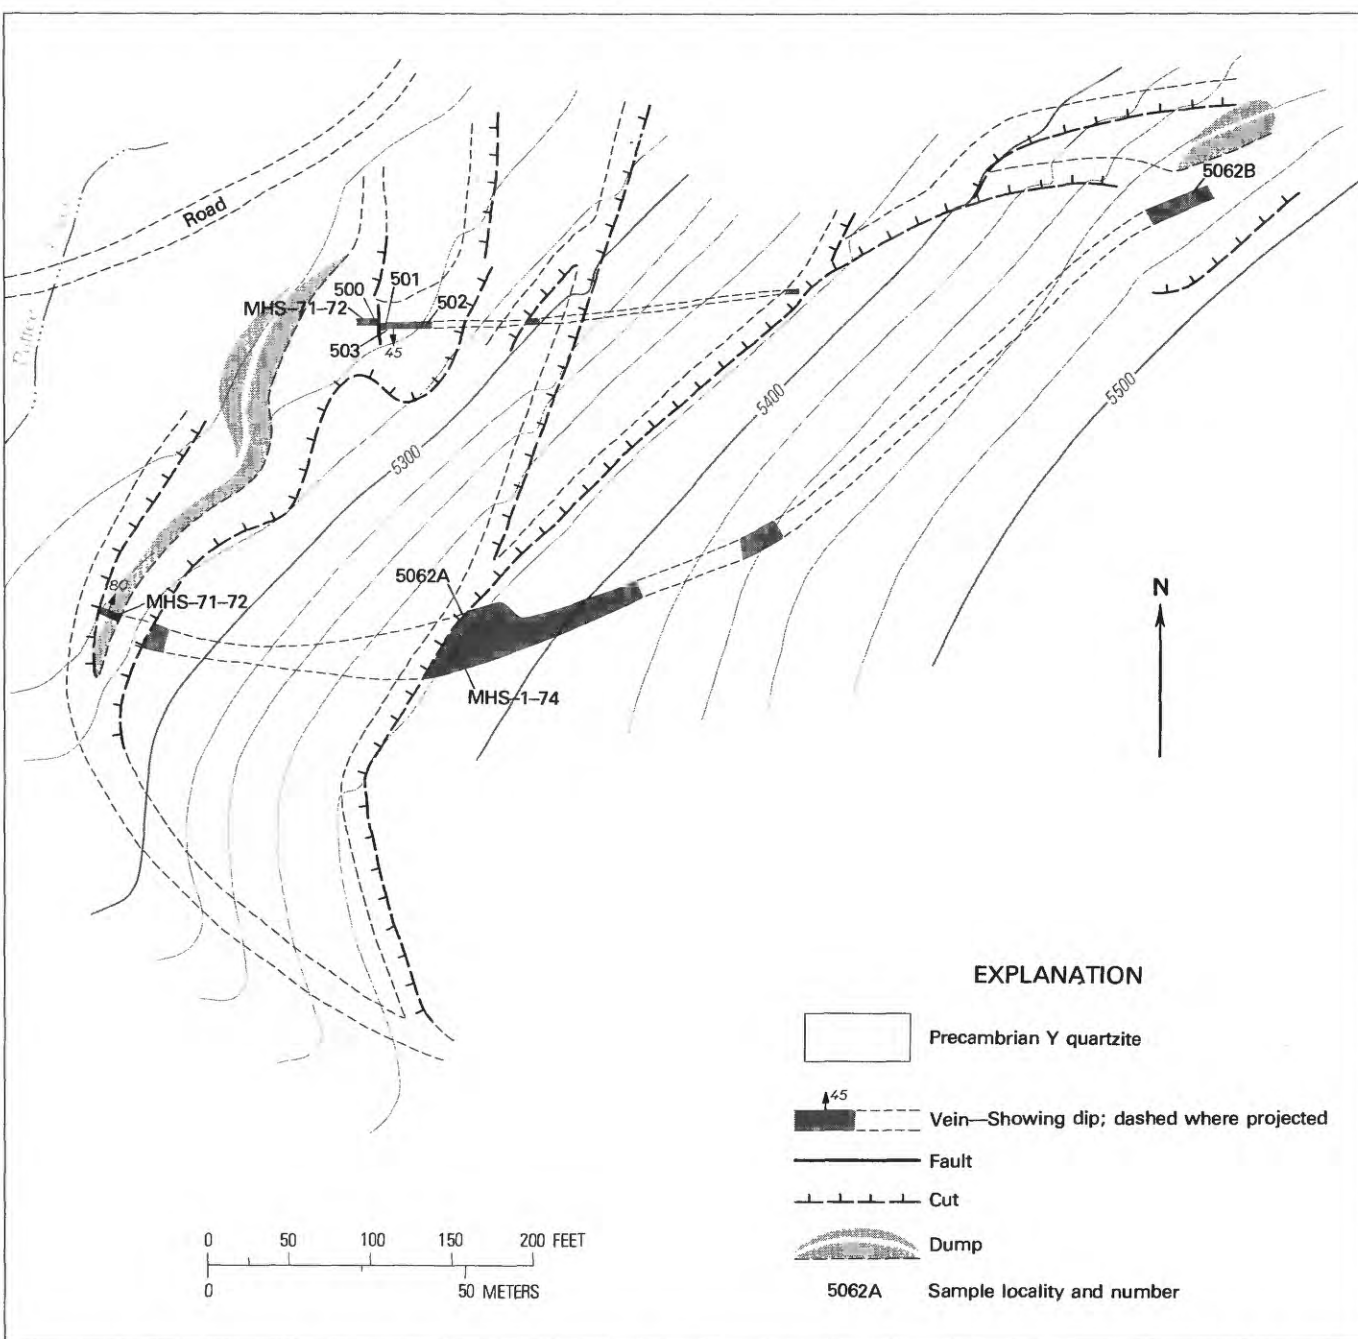 Road
5062B
501
500
MHS–71–72
502
503
45
5400
5500
5300
5062A
80
MHS–71–72
N
MHS–1–74
EXPLANATION
Precambrian Y quartzite
45
Vein—Showing dip; dashed where projected
Fault
Cut
Dump
5062A Sample locality and number
0 50 100 150 200 FEET
0 50 METERS